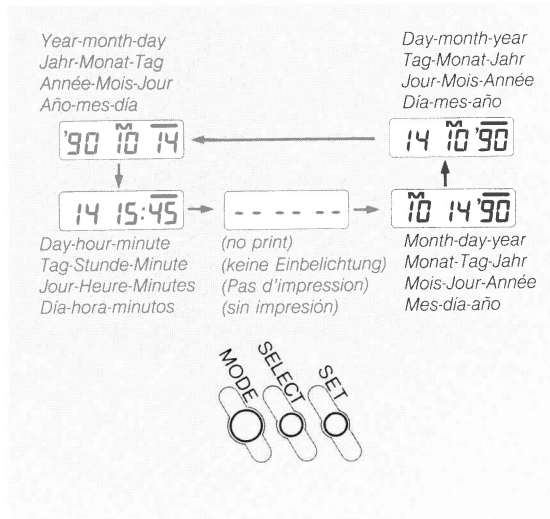 Year-month-day
Jahr-Monat-Tag
Année-Mois-Jour
Año-mes-día
'90 M10 14
Day-month-year
Tag-Monat-Jahr
Jour-Mois-Année
Día-mes-año
14 M10 '90
14 15:45
Day-hour-minute
Tag-Stunde-Minute
Jour-Heure-Minutes
Día-hora-minutos
- - - - - -
(no print)
(keine Einbelichtung)
(Pas d'impression)
(sin impresión)
M10 14 '90
Month-day-year
Monat-Tag-Jahr
Mois-Jour-Année
Mes-día-año
MODE
SELECT
SET